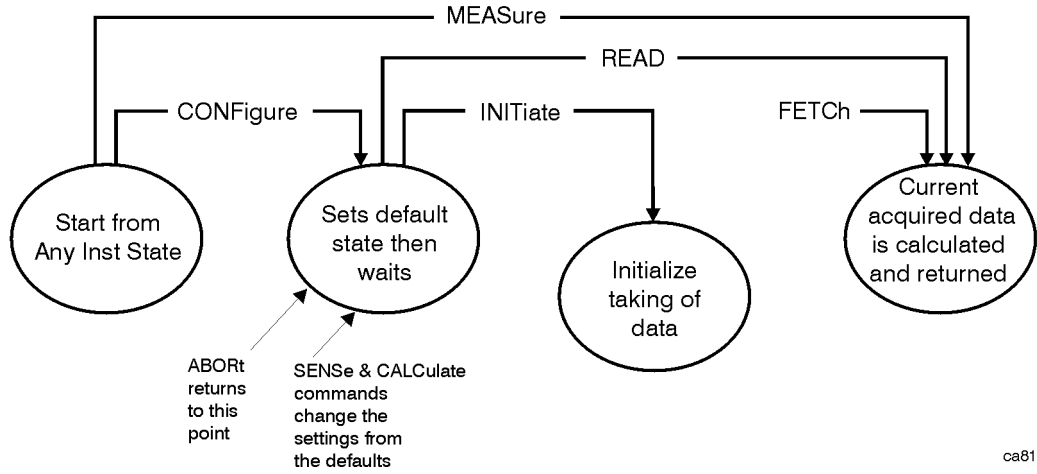 MEASure
READ
CONFigure
INITiate
FETCh
Start from
Any Inst State
Sets default
state then
waits
Initialize
taking of
data
Current
acquired data
is calculated
and returned
ABORt
returns
to this
point
SENSe & CALCulate
commands
change the
settings from
the defaults
ca81